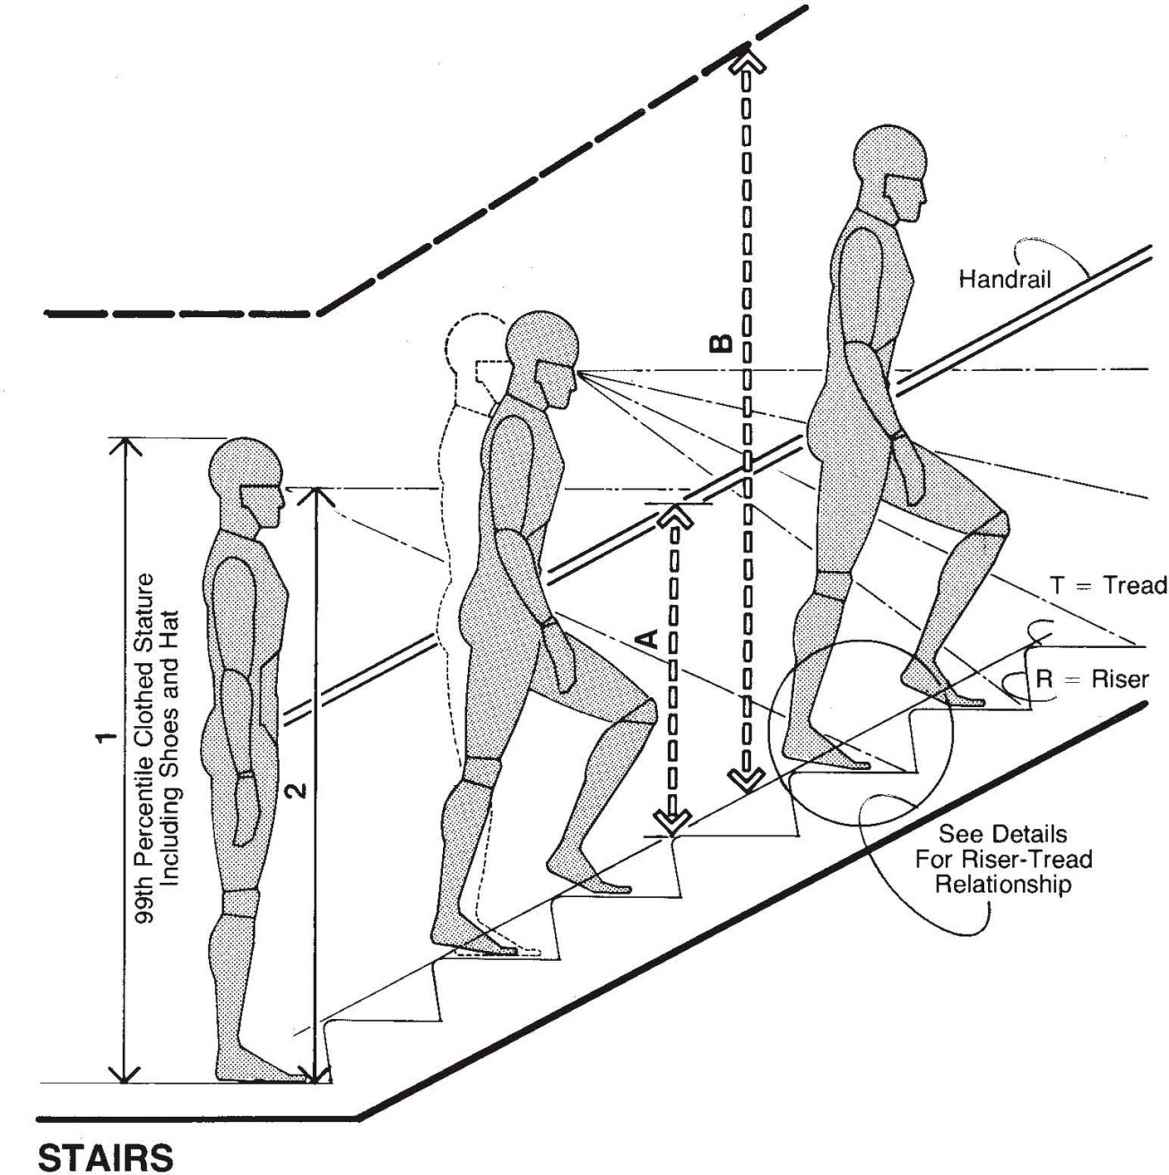 B
Handrail
1
99th Percentile Clothed Stature
Including Shoes and Hat
2
A
T = Tread
R = Riser
See Details
For Riser-Tread
Relationship
STAIRS